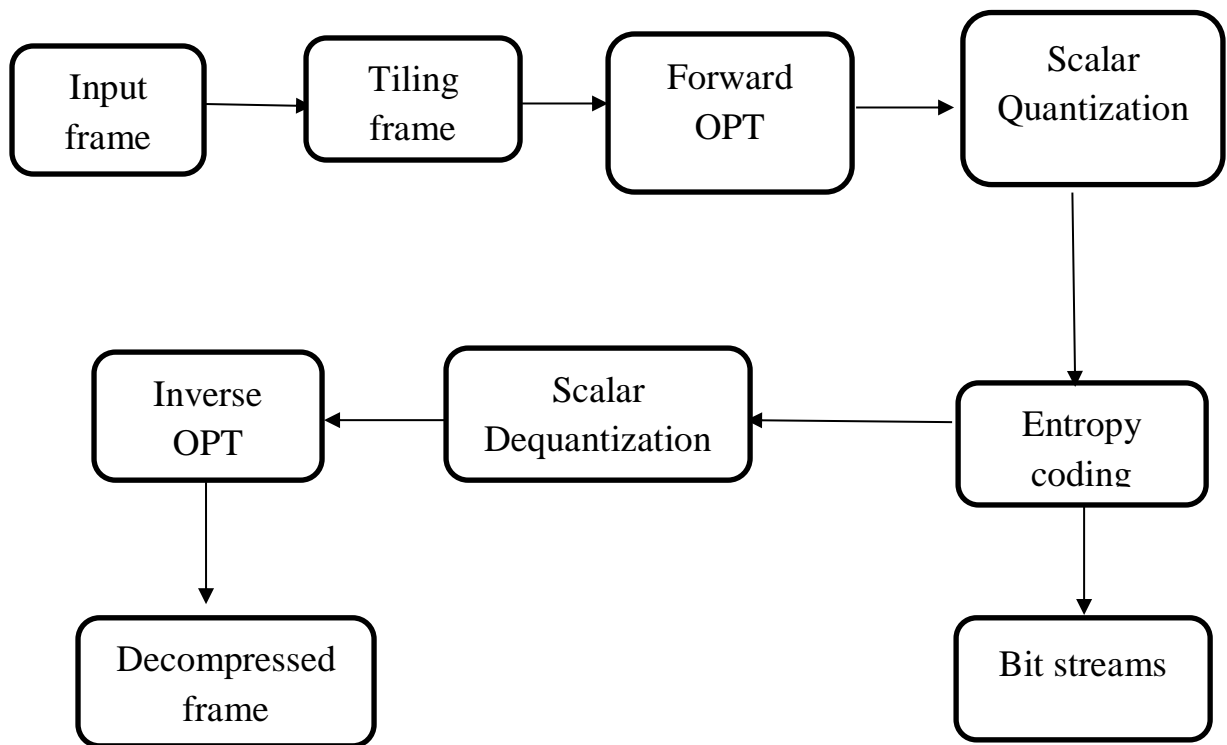 Input
frame
Tiling
frame
Forward
OPT
Scalar
Quantization
Inverse
OPT
Scalar
Dequantization
Entropy
coding
Decompressed
frame
Bit streams